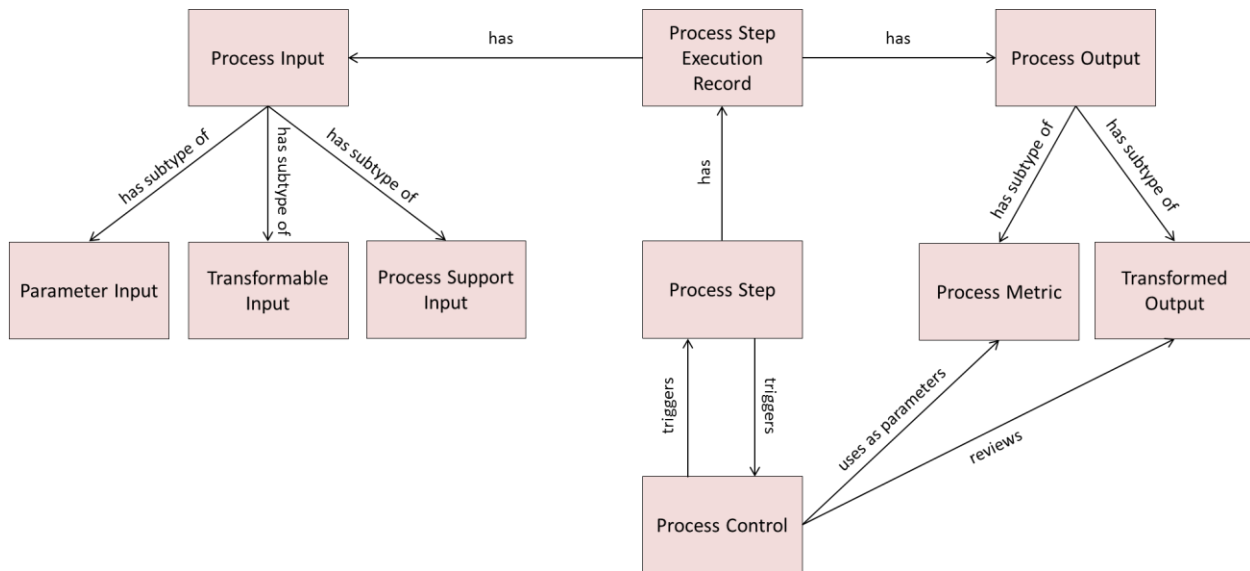 Process Input
has
Process Step
Execution
Record
has
Process Output
has subtype of
has subtype of
has subtype of
has
has subtype of
has subtype of
Parameter Input
Transformable
Input
Process Support
Input
Process Step
Process Metric
Transformed
Output
triggers
triggers
uses as parameters
reviews
Process Control